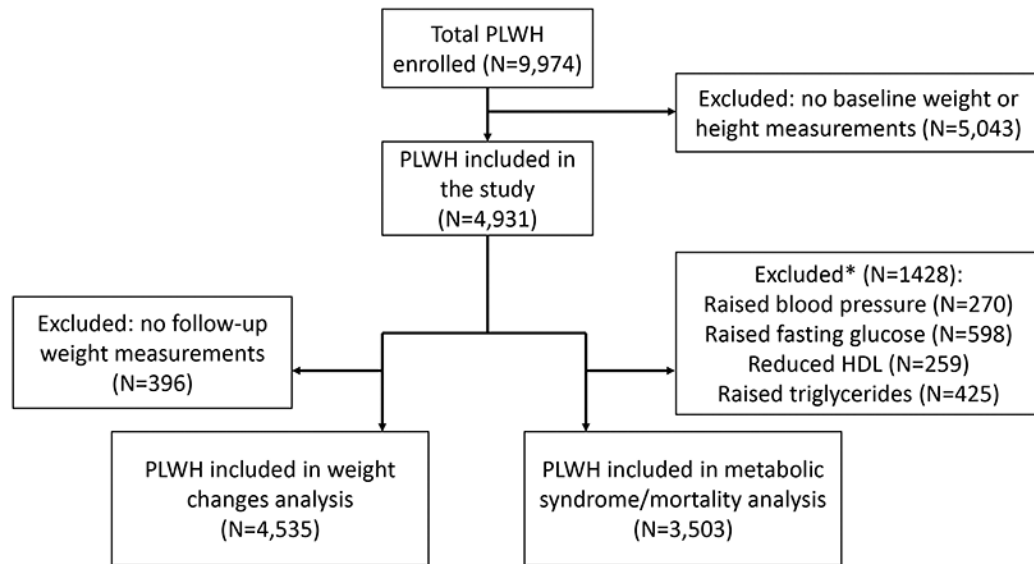 Total PLWH
enrolled (N=9,974)
Excluded: no baseline weight or
height measurements (N=5,043)
PLWH included in
the study
(N=4,931)
Excluded* (N=1428):
Raised blood pressure (N=270)
Raised fasting glucose (N=598)
Reduced HDL (N=259)
Raised triglycerides (N=425)
Excluded: no follow-up
weight measurements
(N=396)
PLWH included in weight
changes analysis
(N=4,535)
PLWH included in metabolic
syndrome/mortality analysis
(N=3,503)